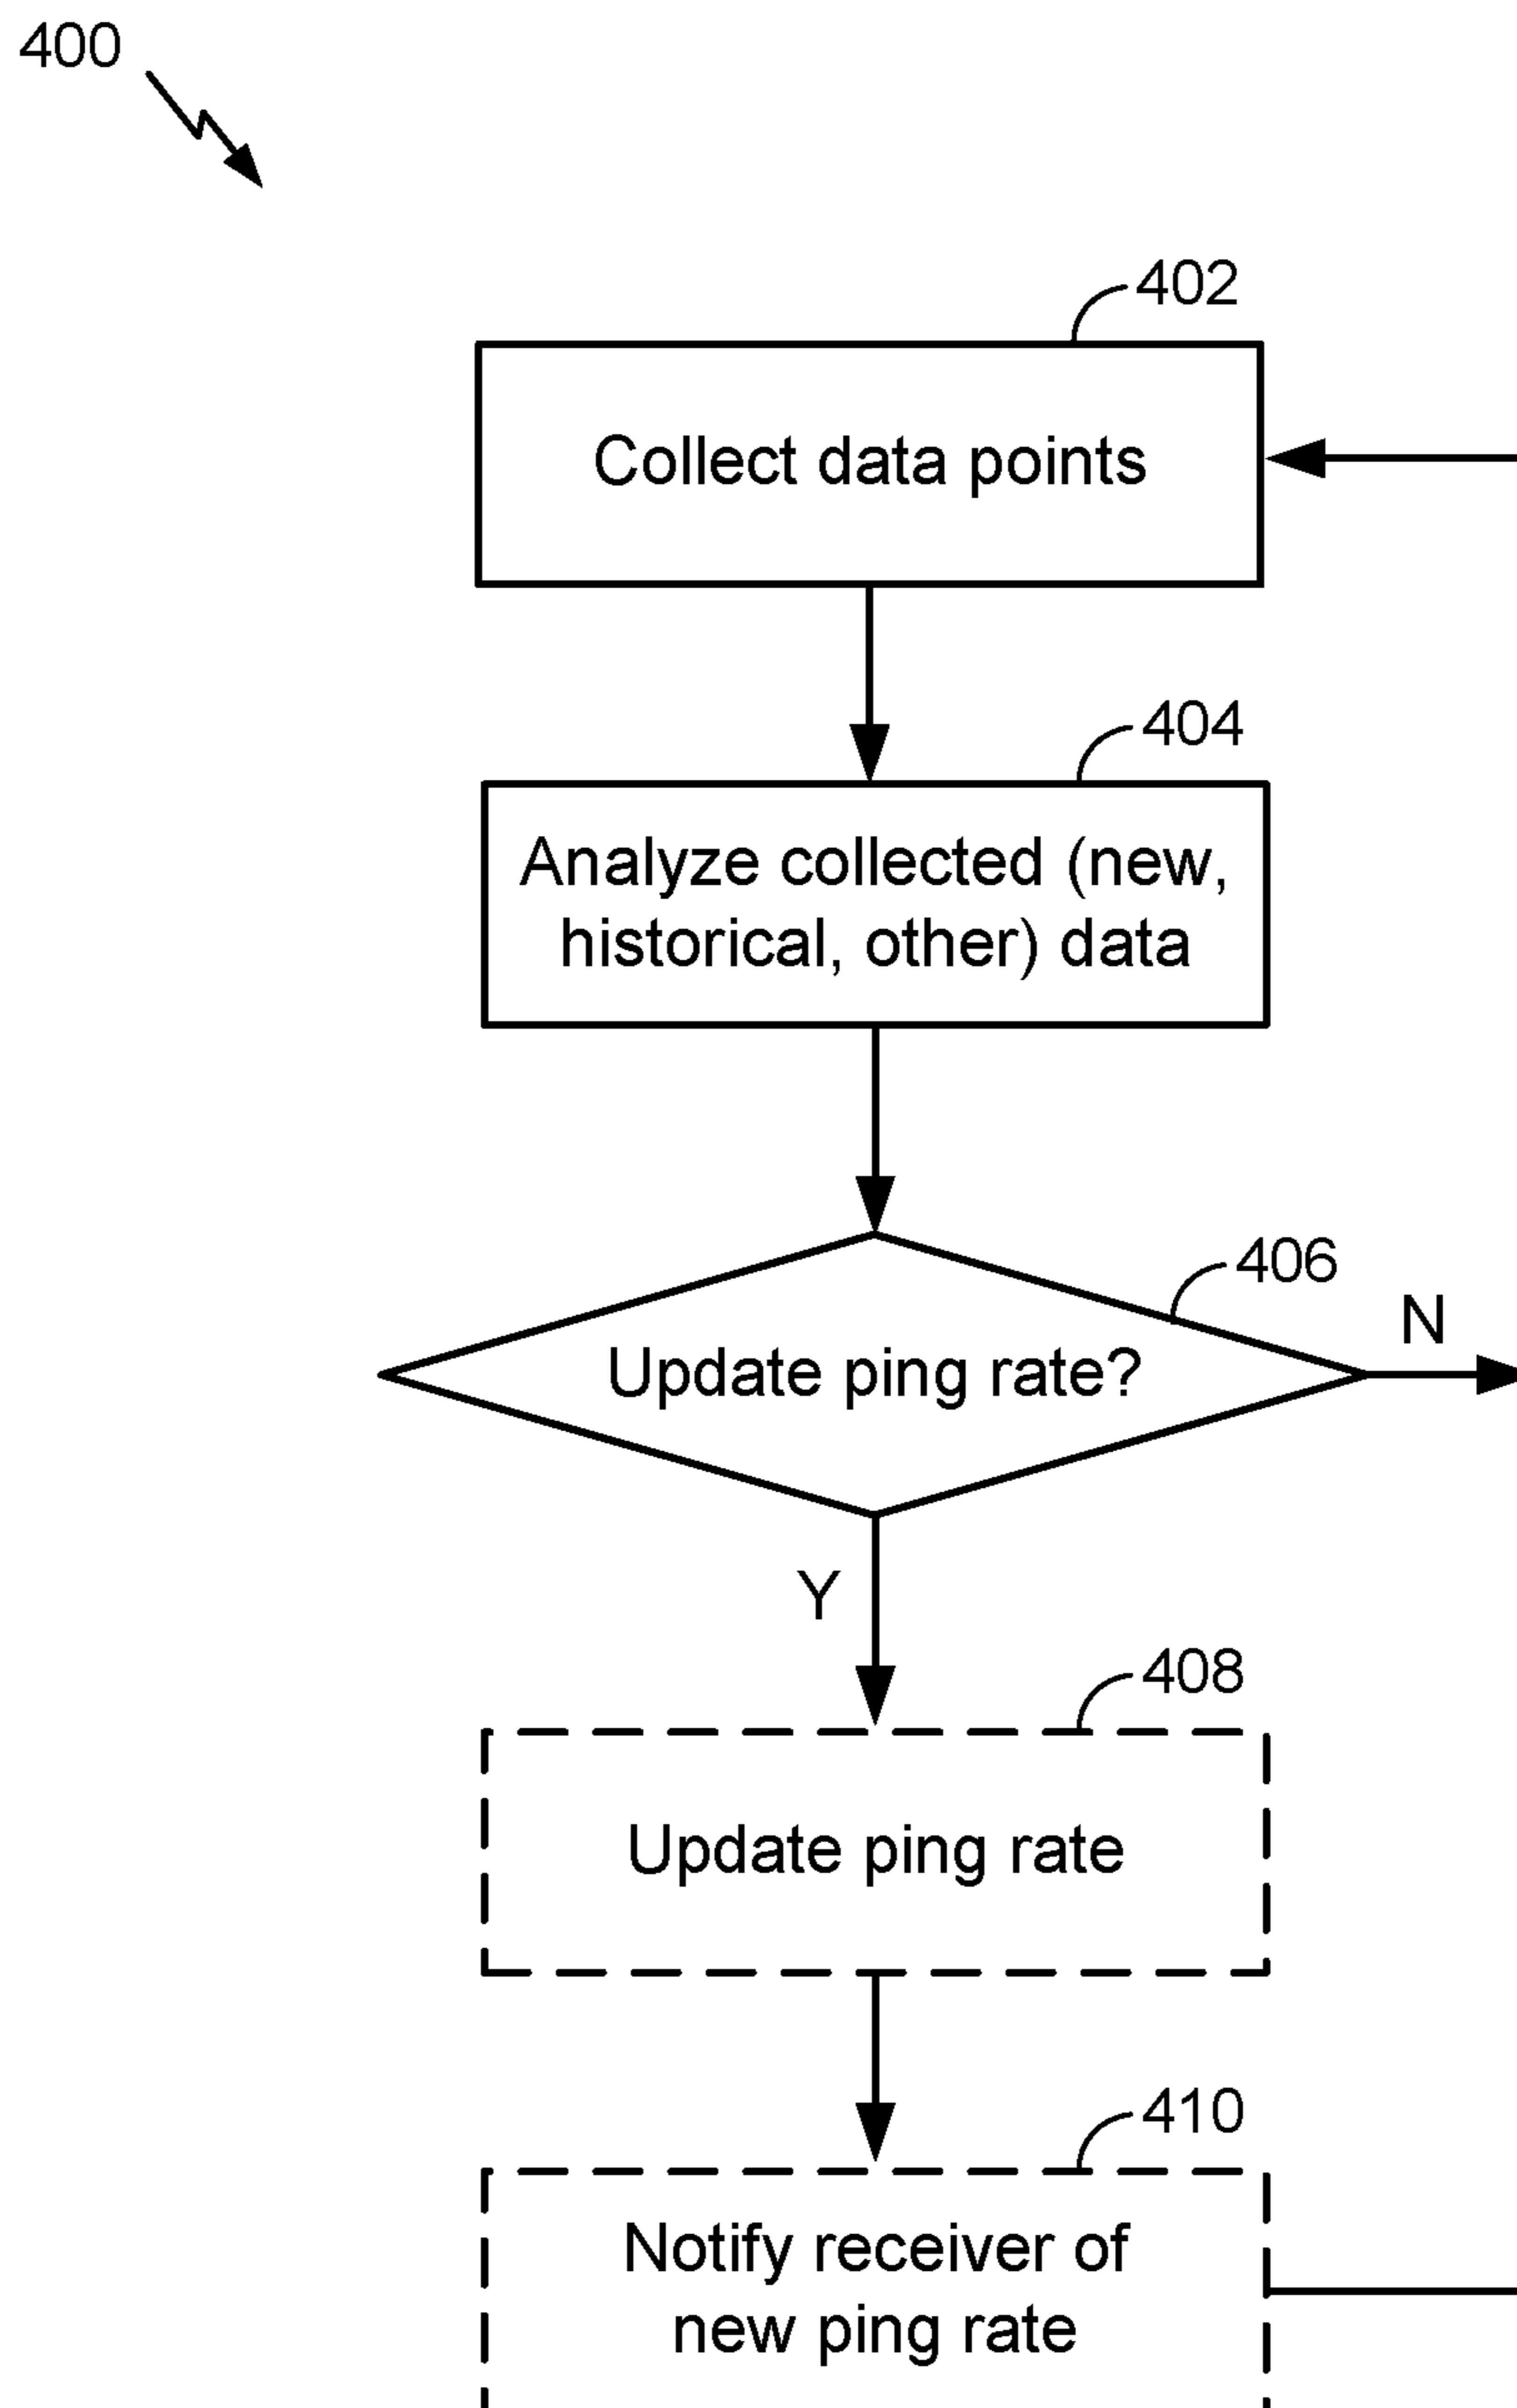 400
402
Collect data points
404
Analyze collected (new,
historical, other) data
406
N
Update ping rate?
Y
408
Update ping rate
410
Notify receiver of
new ping rate